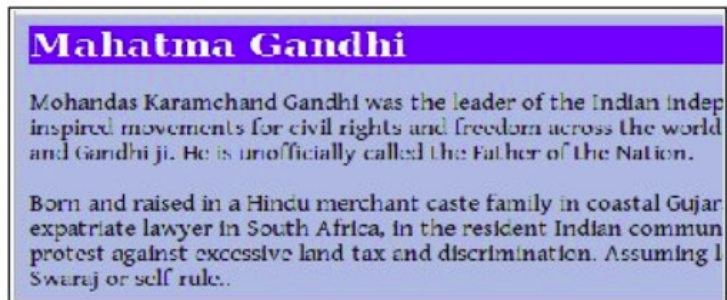 Mahatma Gandhi
Mohandas Karamchand Gandhi was the leader of the Indian indep
inspired movements for civil rights and freedom across the world
and Gandhi ji. He is unofficially called the Father of the Nation.
Born and raised in a Hindu merchant caste family in coastal Gujar
expatriate lawyer in South Africa, in the resident Indian commun
protest against excessive land tax and discrimination. Assuming l
Swaraj or self rule..